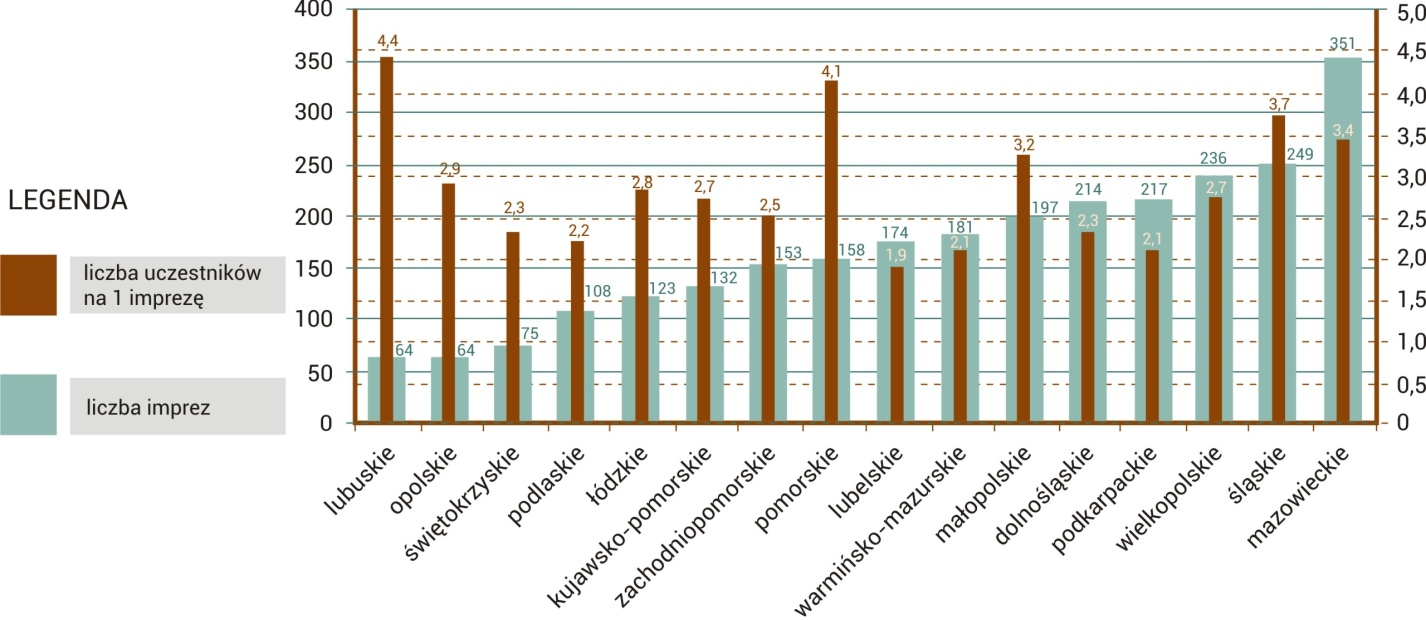 LEGENDA
liczba uczestników
na 1 imprezę
liczba imprez
400
350
300
250
200
150
100
50
0
5,0
4,5
4,0
3,5
3,0
2,5
2,0
1,5
1,0
0,5
0
4,4
64
2,9
64
2,3
75
2,2
108
2,8
123
2,7
132
2,5
153
4,1
158
174
1,9
181
2,1
3,2
197
214
2,3
217
2,1
236
2,7
3,7
249
351
3,4
lubuskie
opolskie
świętokrzyskie
podlaskie
łódzkie
kujawsko-pomorskie
zachodniopomorskie
pomorskie
lubelskie
warmińsko-mazurskie
małopolskie
dolnośląskie
podkarpackie
wielkopolskie
śląskie
mazowieckie